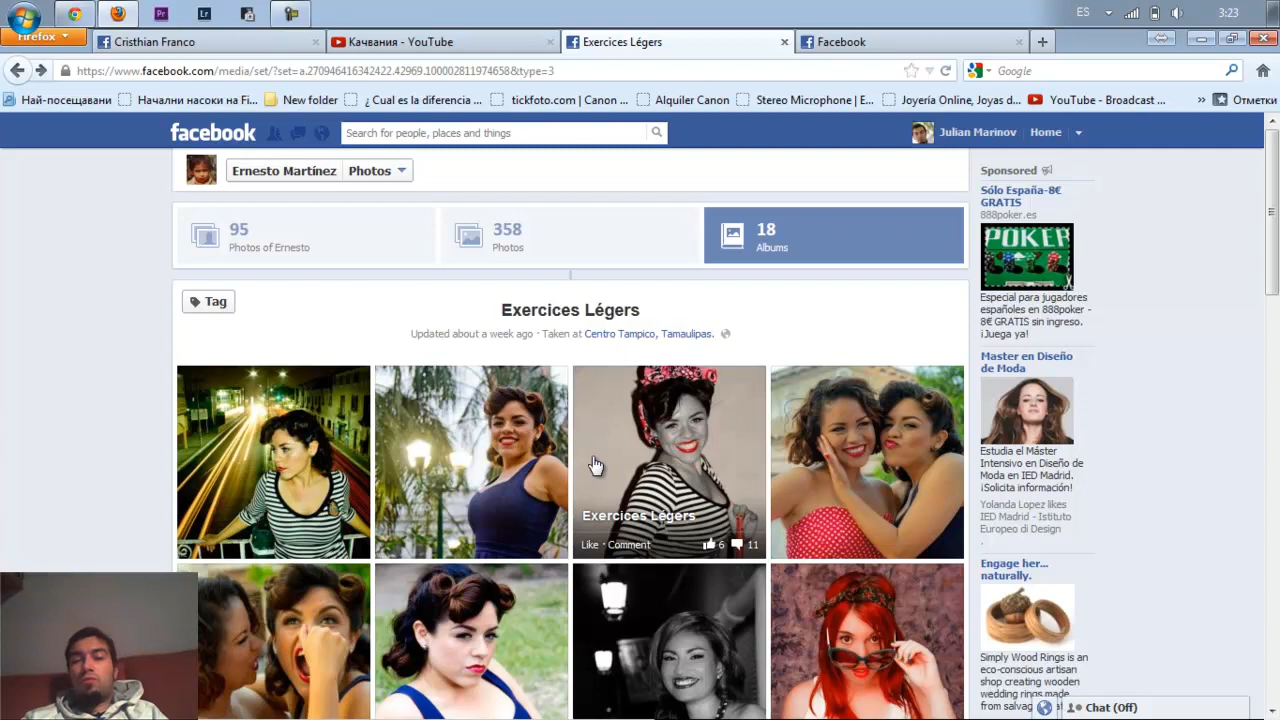 ES
3:23
Firefox
Cristhian Franco
Качвания - YouTube
Exercices Légers
Facebook
https://www.facebook.com/media/set/?set=a.270946416342422.42969.100002811974658&type=3
Google
Най-посещавани
Начални насоки на Fi...
New folder
¿ Cual es la diferencia ...
tickfoto.com | Canon ...
Alquiler Canon
Stereo Microphone | E...
Joyería Online, Joyas d...
YouTube - Broadcast ...
»
Отметки
facebook
Search for people, places and things
Julian Marinov
Home
Ernesto Martínez
Photos
95
Photos of Ernesto
358
Photos
18
Albums
Tag
Exercices Légers
Updated about a week ago · Taken at Centro Tampico, Tamaulipas.
Exercices Légers
Like · Comment
6
11
Sponsored
Sólo España-8€
GRATIS
888poker.es
POKER
Especial para jugadores
españoles en 888poker -
8€ GRATIS sin ingreso.
¡Juega ya!
Master en Diseño
de Moda
Estudia el Máster
Intensivo en Diseño de
Moda en IED Madrid.
¡Solicita información!
Yolanda Lopez likes
IED Madrid - Istituto
Europeo di Design
.
Engage her...
naturally.
Simply Wood Rings is an
eco-conscious artisan
shop creating wooden
wedding rings made
from salvag
Chat (Off)
Pr
Lr